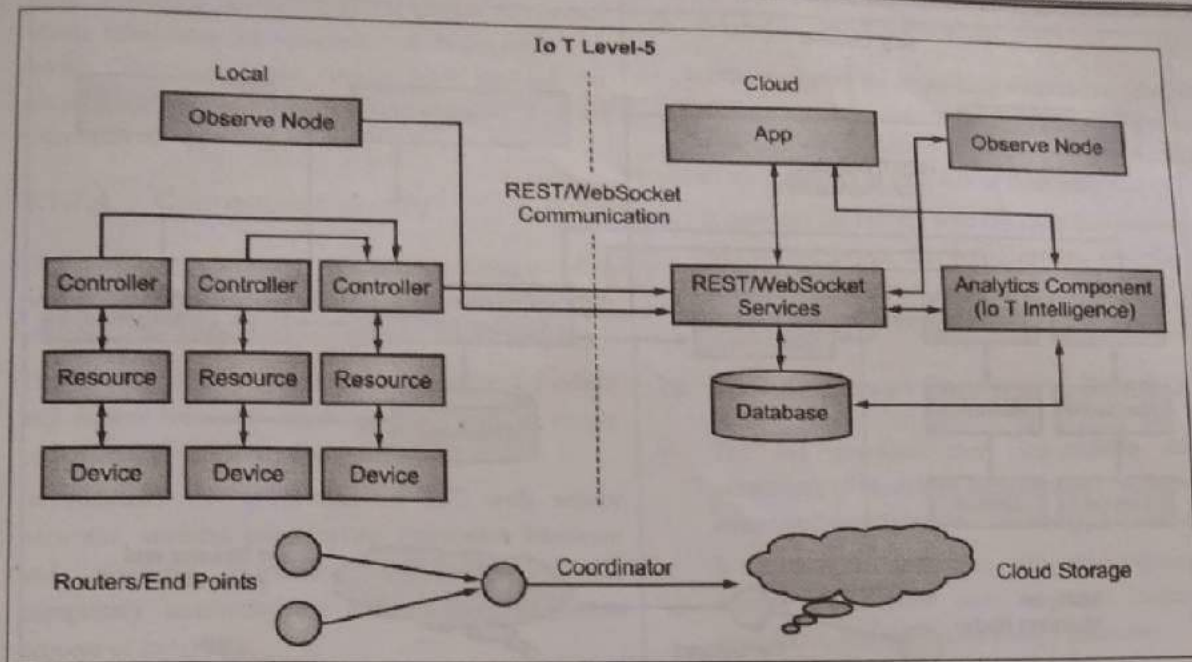 Io T Level-5
Local
Cloud
Observe Node
App
Observe Node
REST/WebSocket
Communication
Controller
Controller
Controller
REST/WebSocket
Services
Analytics Component
(Io T Intelligence)
Resource
Resource
Resource
Database
Device
Device
Device
Routers/End Points
Coordinator
Cloud Storage